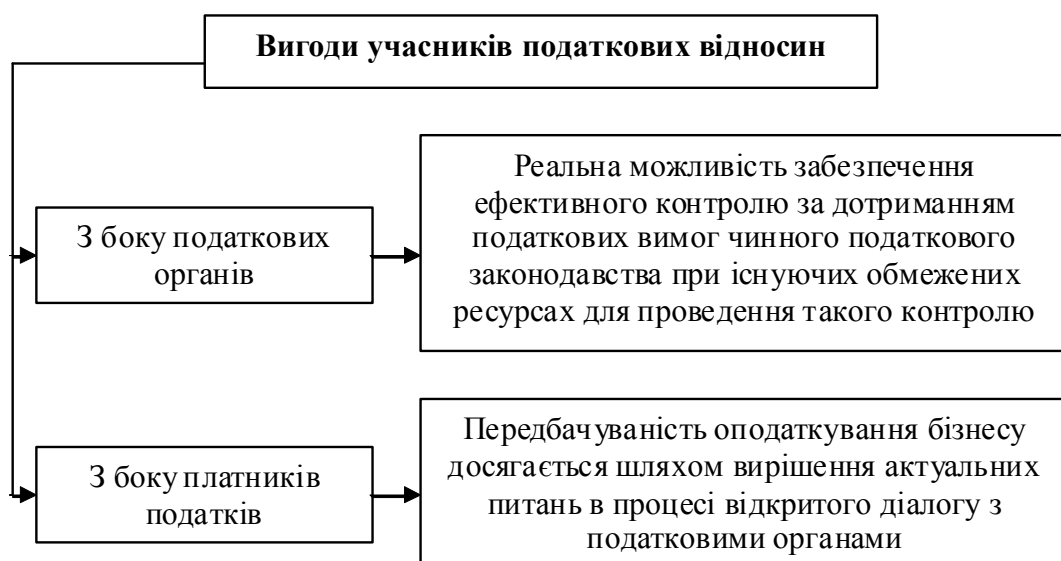 Вигоди учасників податкових відносин
З боку податкових
органів
Реальна можливість забезпечення
ефективного контролю за дотриманням
податкових вимог чинного податкового
законодавства при існуючих обмежених
ресурсах для проведення такого контролю
З боку платників
податків
Передбачуваність оподаткування бізнесу
досягається шляхом вирішення актуальних
питань в процесі відкритого діалогу з
податковими органами